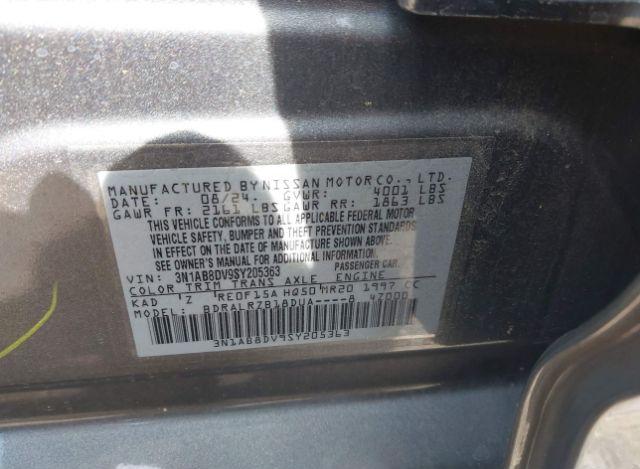 MANUFACTURED BY NISSAN MOTOR CO., LTD.
DATE: 08/24. GVWR: 4001 LBS
GAWR FR: 2161 LBS GAWR RR: 1863 LBS
THIS VEHICLE CONFORMS TO ALL APPLICABLE FEDERAL MOTOR
VEHICLE SAFETY, BUMPER AND THEFT PREVENTION STANDARDS
IN EFFECT ON THE DATE OF MANUFACTURE SHOWN ABOVE.
SEE OWNER'S MANUAL FOR ADDITIONAL INFORMATION.
VIN: 3N1AB8DV9SY205363 PASSENGER CAR.
COLOR TRIM TRANS AXLE ENGINE
KAD Z RE0F15A HQ50 MR20 1997 CC
MODEL: BDRALRZB18DUA----B 47000
3N1AB8DV9SY205363